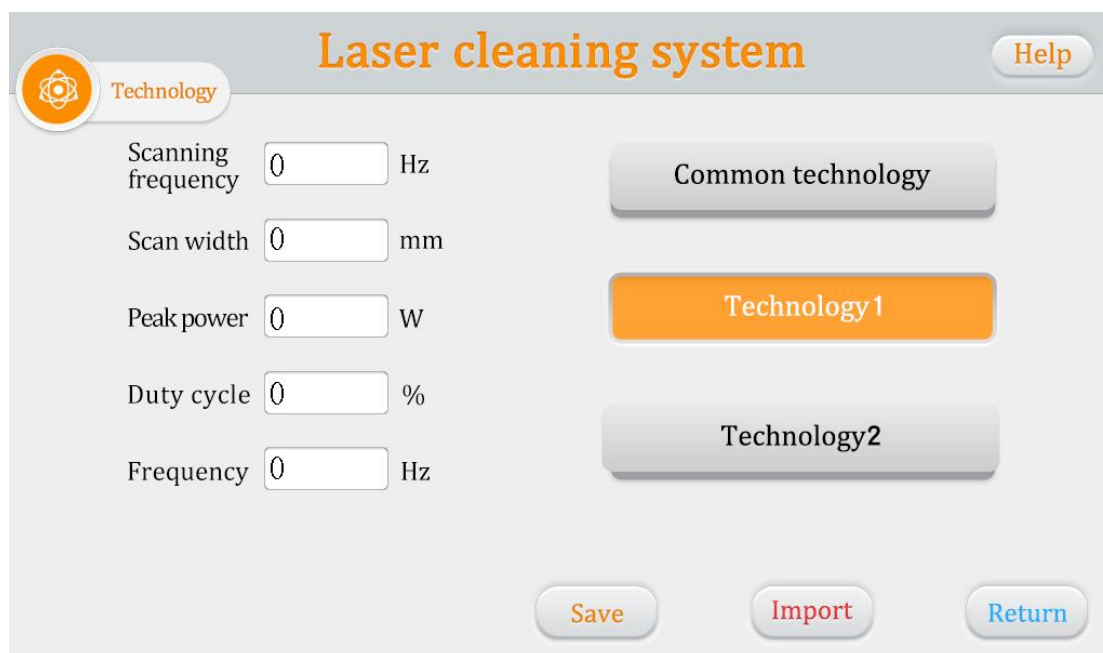 Laser cleaning system
Help
Technology
Scanning
frequency 0 Hz
Scan width 0 mm
Peak power 0 W
Duty cycle 0 %
Frequency 0 Hz
Common technology
Technology1
Technology2
Save
Import
Return